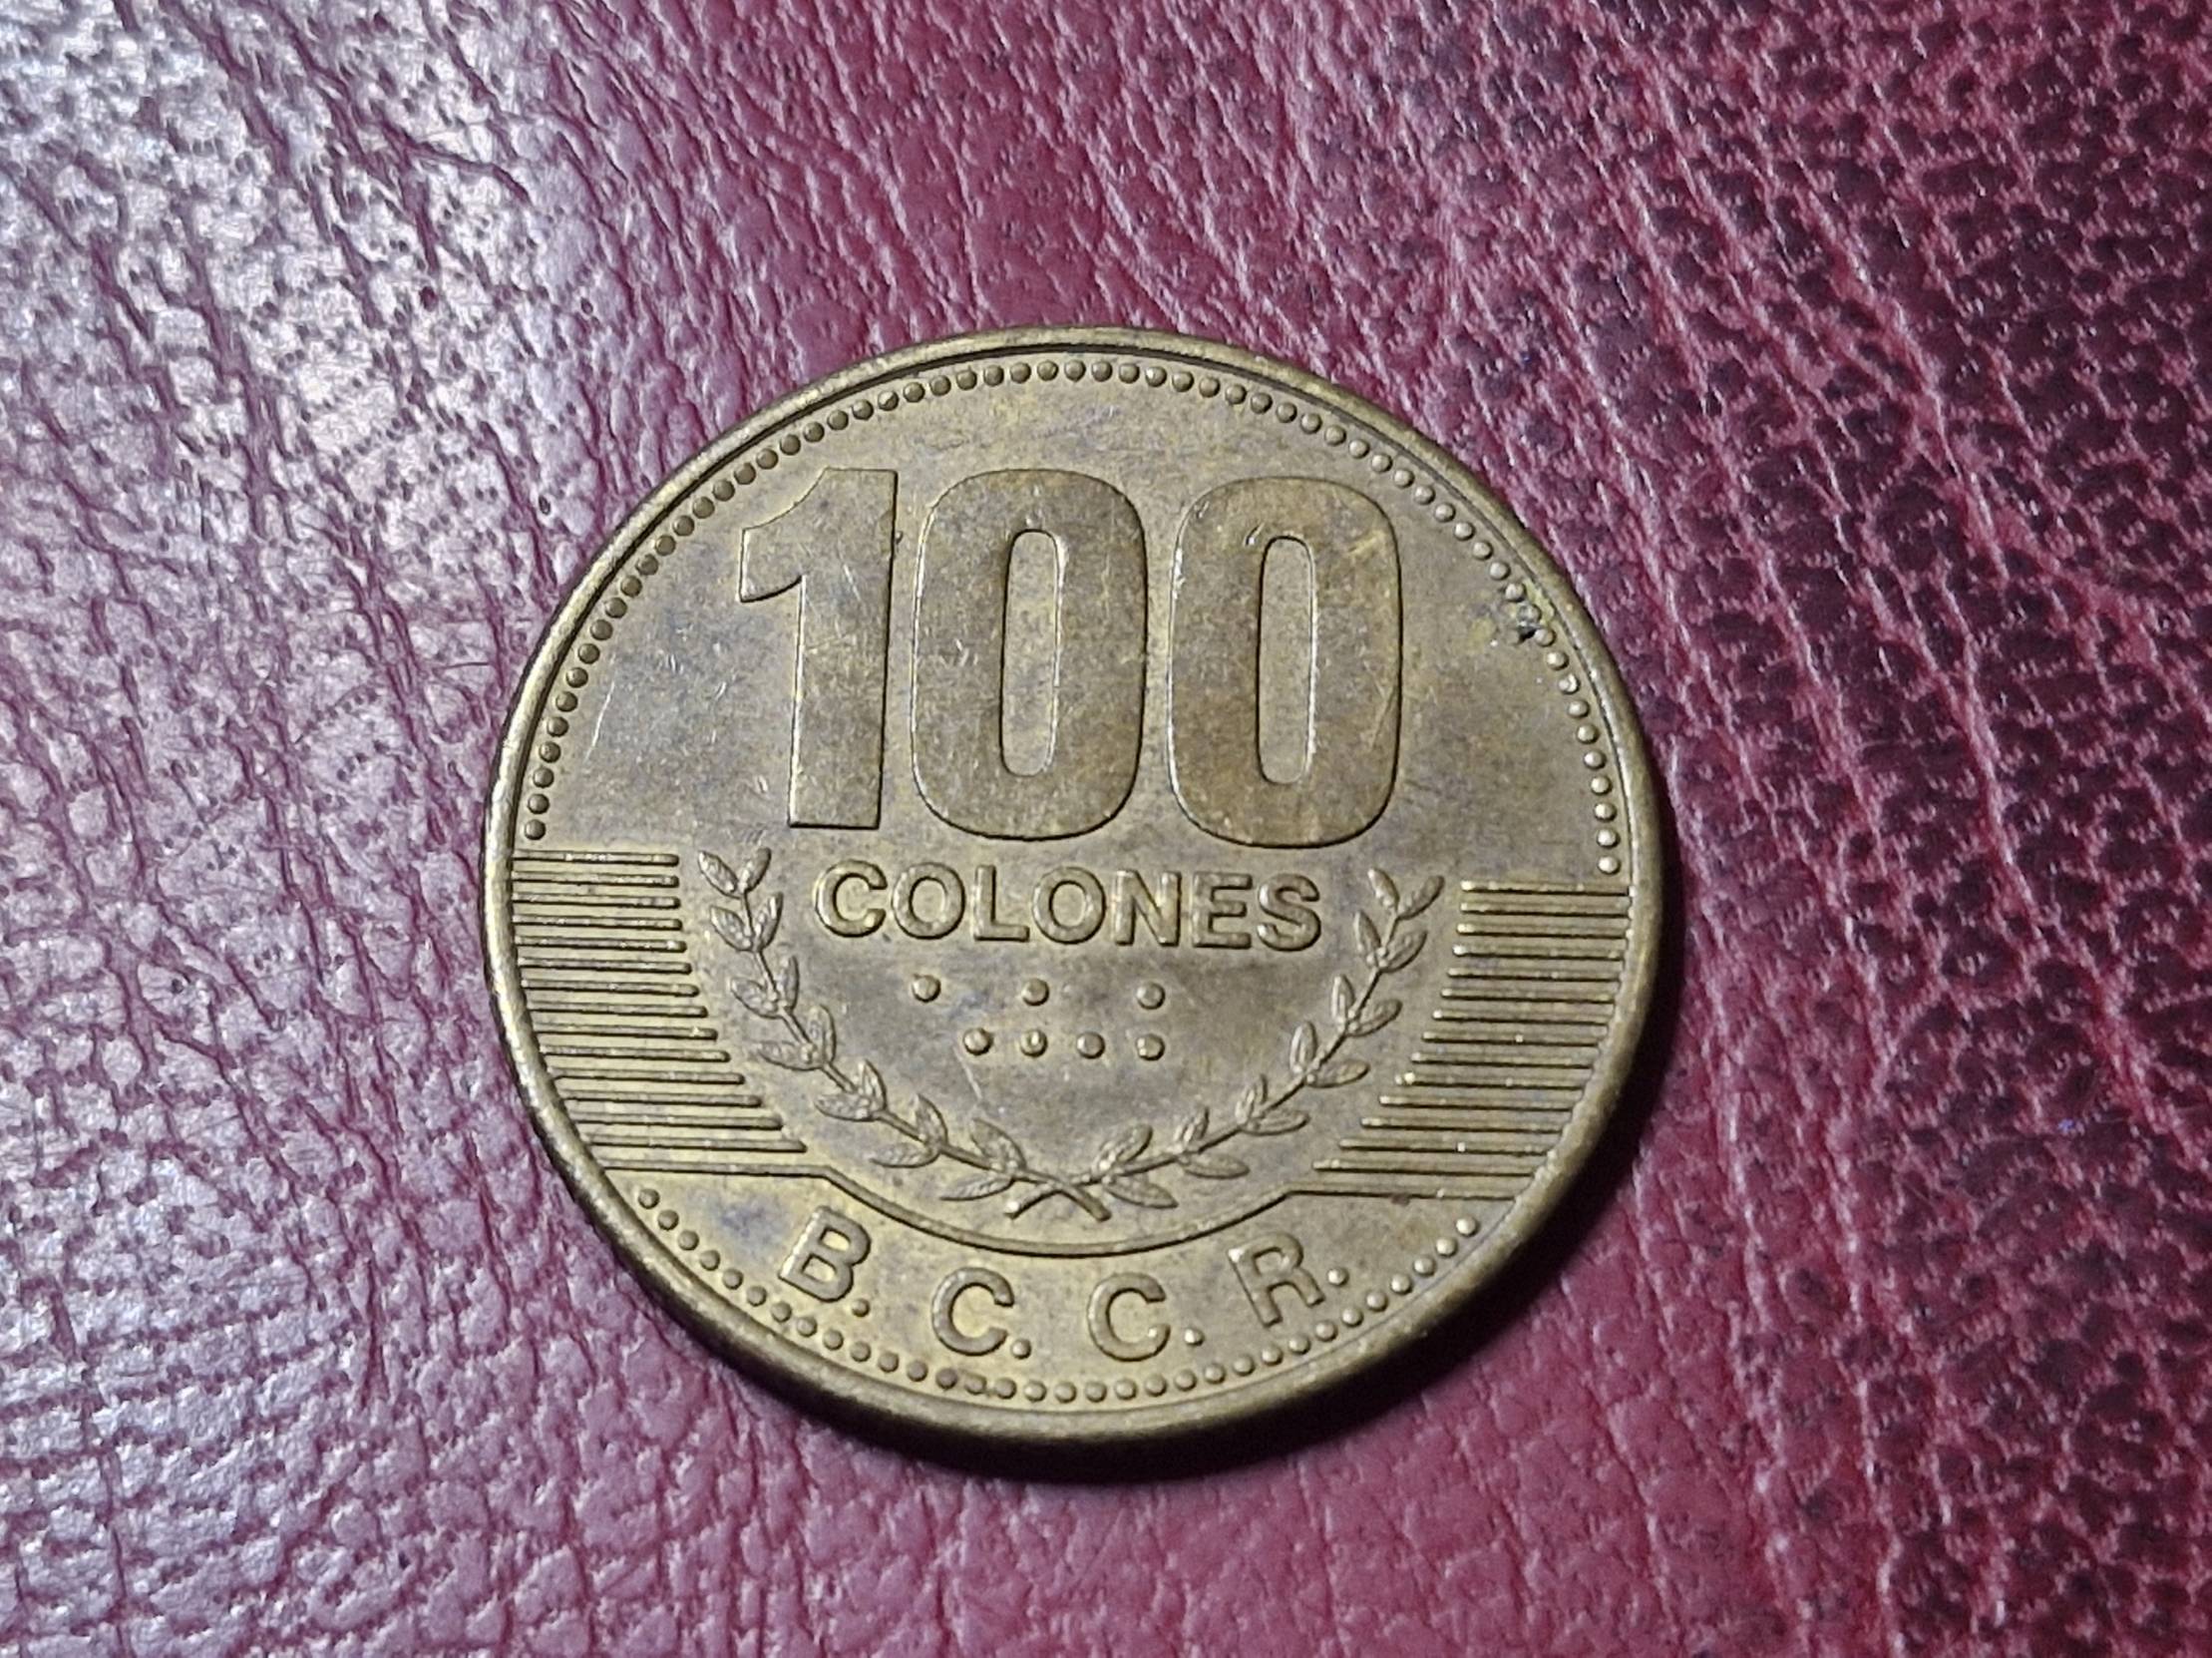 100
COLONES
⠁⠚⠚
B. C. C. R.